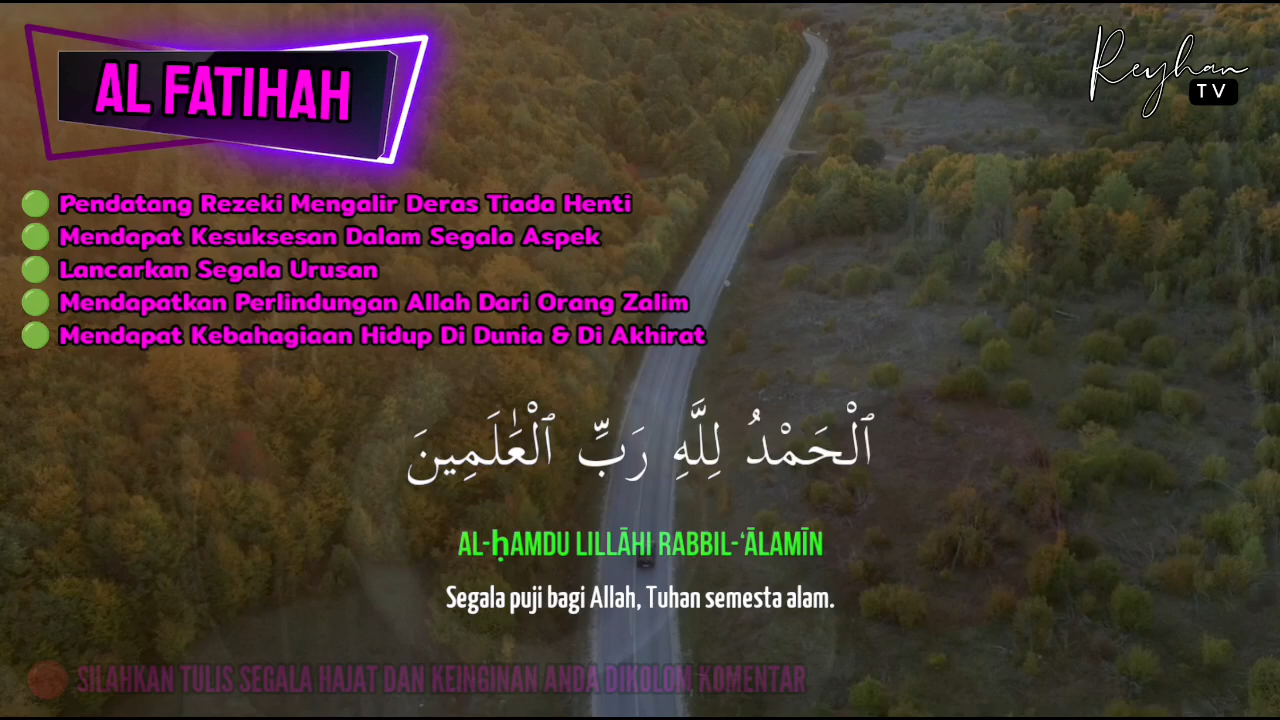 AL FATIHAH
Reyhan
TV
Pendatang Rezeki Mengalir Deras Tiada Henti
Mendapat Kesuksesan Dalam Segala Aspek
Lancarkan Segala Urusan
Mendapatkan Perlindungan Allah Dari Orang Zalim
Mendapat Kebahagiaan Hidup Di Dunia & Di Akhirat
ٱلْحَمْدُ لِلَّهِ رَبِّ ٱلْعَٰلَمِينَ
AL-ḥAMDU LILLĀHI RABBIL-‘ĀLAMĪN
Segala puji bagi Allah, Tuhan semesta alam.
SILAHKAN TULIS SEGALA HAJAT DAN KEINGINAN ANDA DIKOLOM KOMENTAR